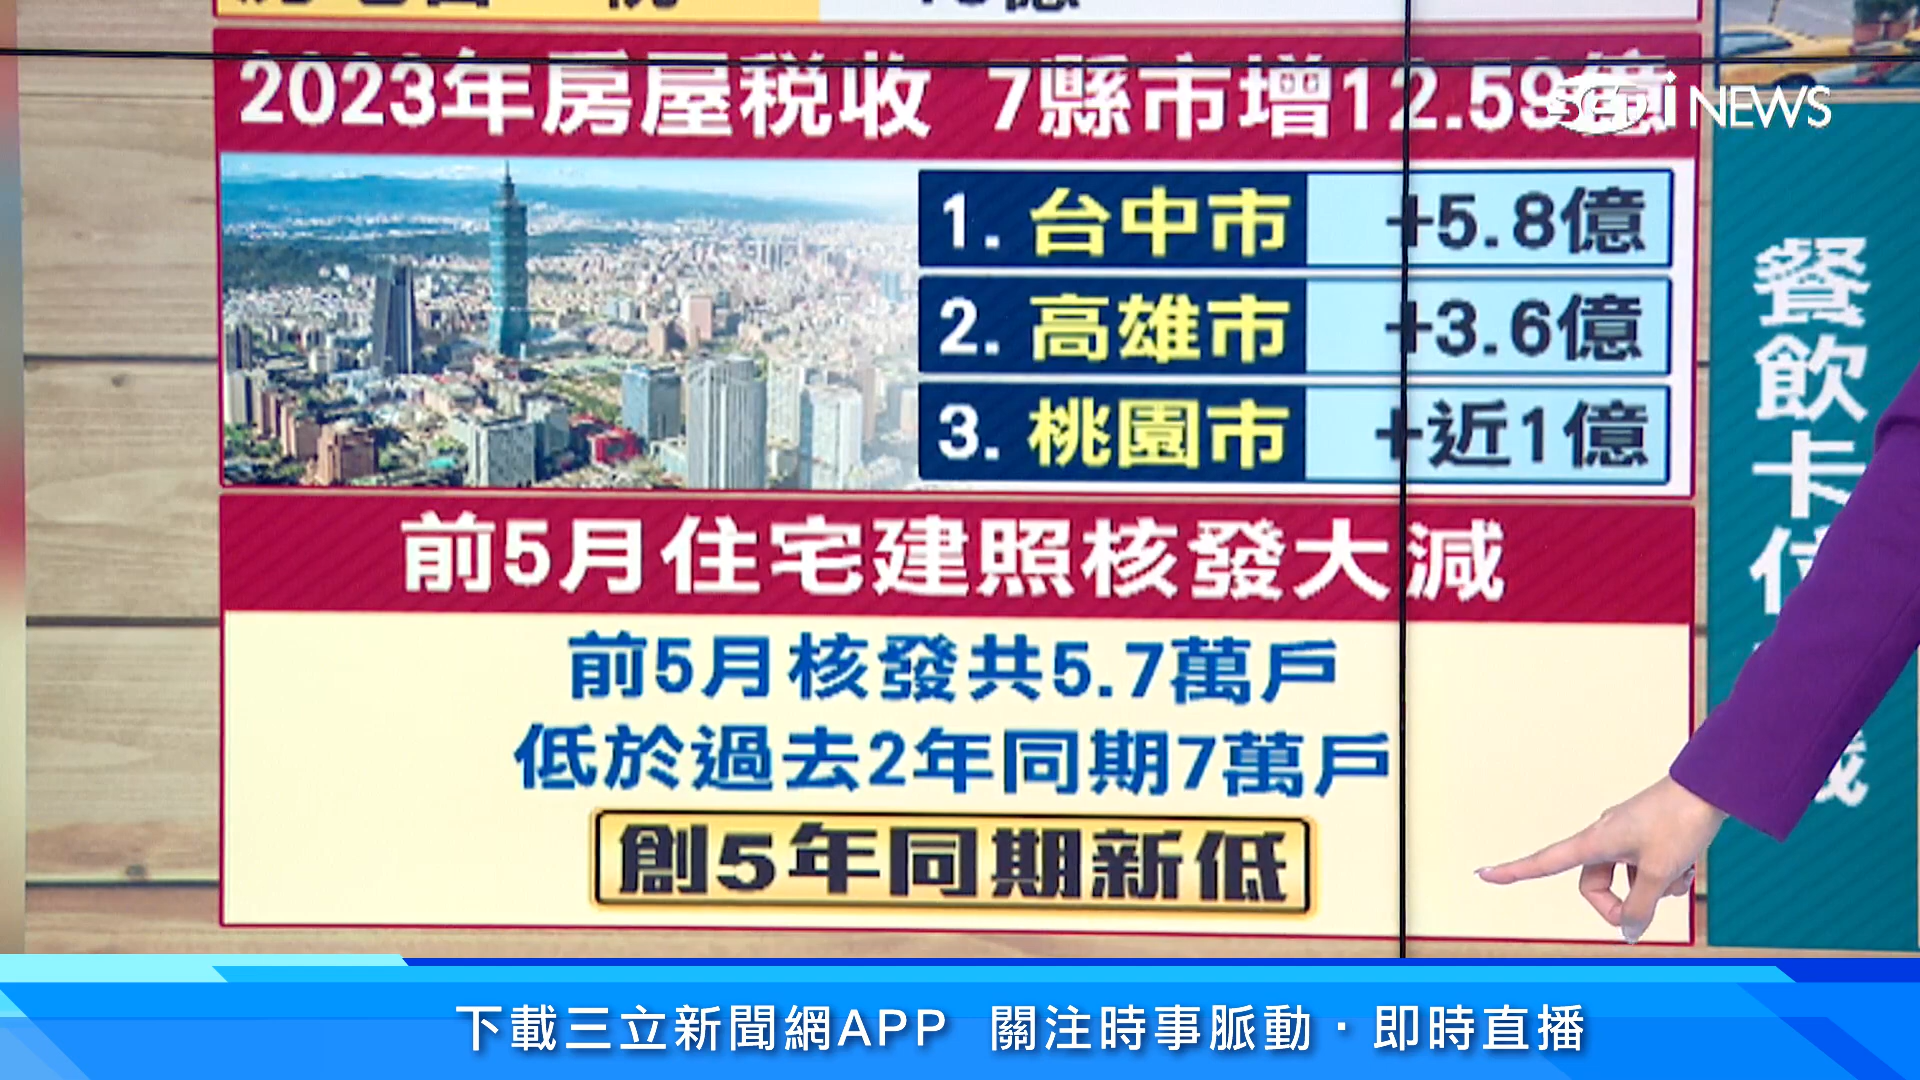 2023年房屋稅收 7縣市增12.59億
SETi NEWS
1. 台中市 +5.8億
2. 高雄市 +3.6億
3. 桃園市 +近1億
前5月住宅建照核發大減
前5月核發共5.7萬戶
低於過去2年同期7萬戶
創5年同期新低
餐飲卡位
下載三立新聞網APP 關注時事脈動・即時直播